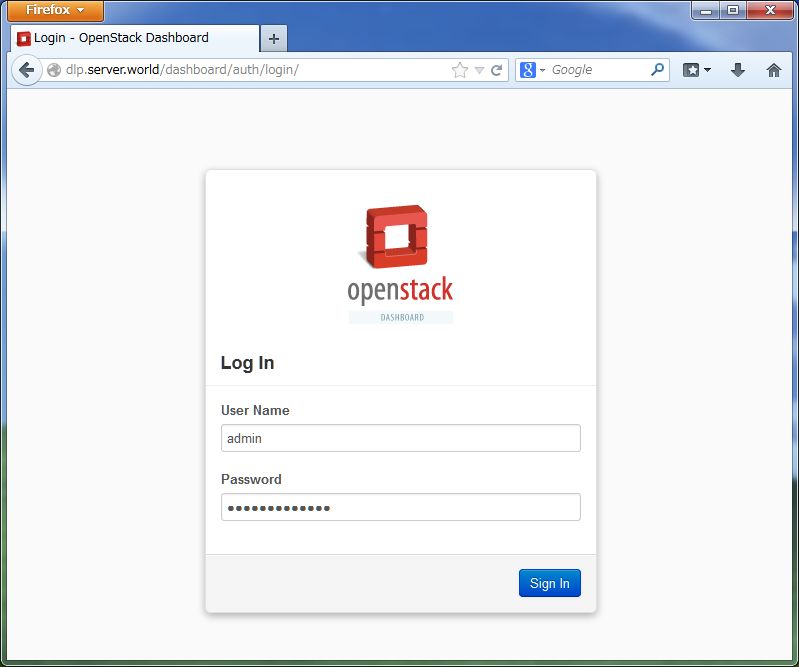 Firefox
Login - OpenStack Dashboard
dlp.server.world/dashboard/auth/login/
Google
openstack
DASHBOARD
Log In
User Name
admin
Password
•••••••••••••
Sign In